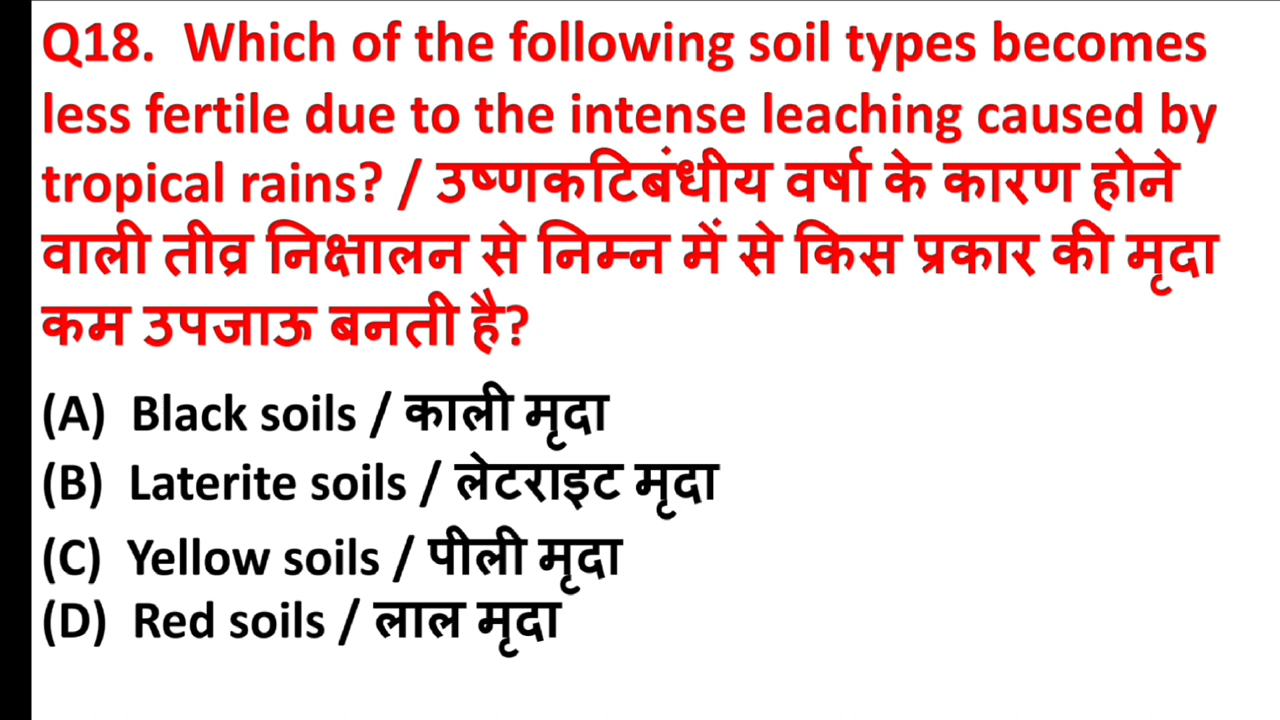 Q18. Which of the following soil types becomes
less fertile due to the intense leaching caused by
tropical rains? / उष्णकटिबंधीय वर्षा के कारण होने
वाली तीव्र निक्षालन से निम्न में से किस प्रकार की मृदा
कम उपजाऊ बनती है?
(A) Black soils / काली मृदा
(B) Laterite soils / लेटराइट मृदा
(C) Yellow soils / पीली मृदा
(D) Red soils / लाल मृदा